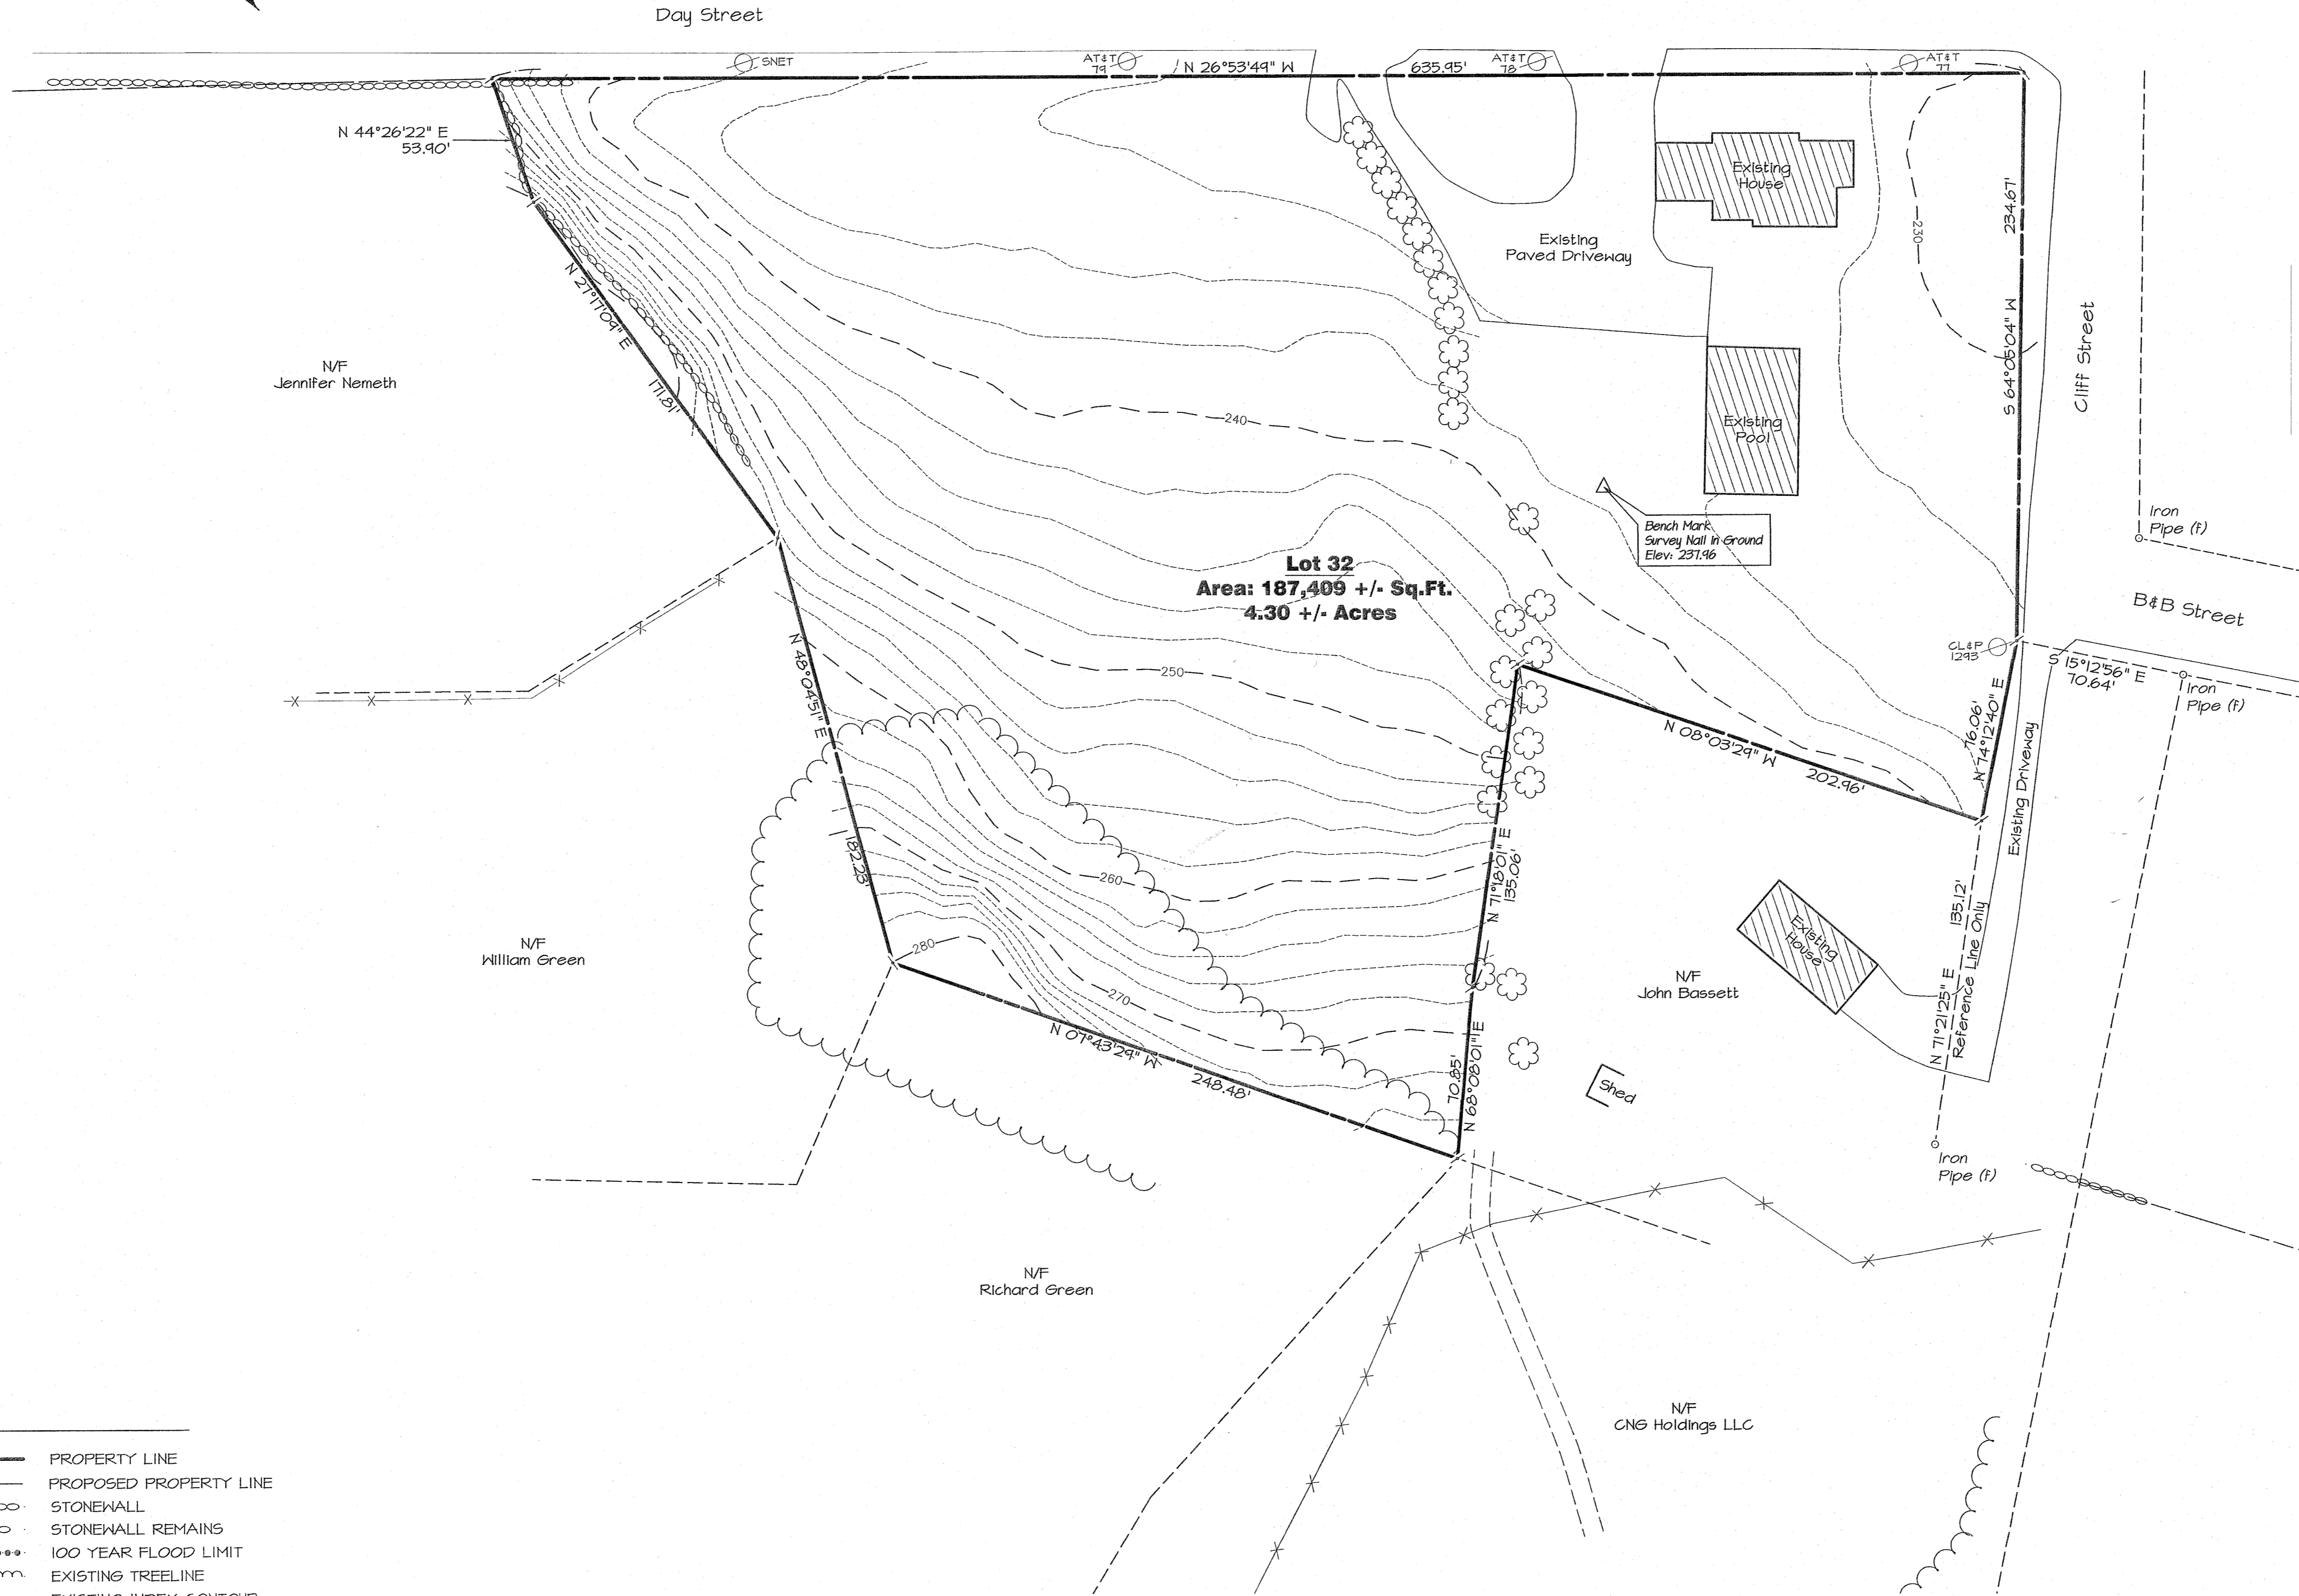 Day Street
SNET
AT&T
79
N 26°53'49" W
635.95'
AT&T
78
AT&T
77
N 44°26'22" E
53.90'
Existing
House
234.67'
S 64°05'04" W
230
Existing
Paved Driveway
Cliff Street
N 27°17'09" E
171.81'
N/F
Jennifer Nemeth
240
Existing
Pool
Bench Mark
Survey Nail In Ground
Elev: 237.96
Iron
Pipe (f)
Lot 32
Area: 187,409 +/- Sq.Ft.
4.30 +/- Acres
B&B Street
CL&P
1293
S 15°12'56" E
70.64'
Iron
Pipe (f)
N 48°04'51" E
182.23'
250
N 08°03'29" W
202.96'
76.06'
N 74°12'40" E
Existing Driveway
N 71°18'01" E
135.06'
260
280
270
N/F
William Green
Existing
House
N/F
John Bassett
135.12'
N 71°21'25" E
Reference Line Only
N 07°43'29" W
248.48'
70.85'
N 68°08'01" E
Shed
Iron
Pipe (f)
N/F
Richard Green
N/F
CNG Holdings LLC
PROPERTY LINE
PROPOSED PROPERTY LINE
STONEWALL
STONEWALL REMAINS
100 YEAR FLOOD LIMIT
EXISTING TREELINE
EXISTING INDEX CONTOUR